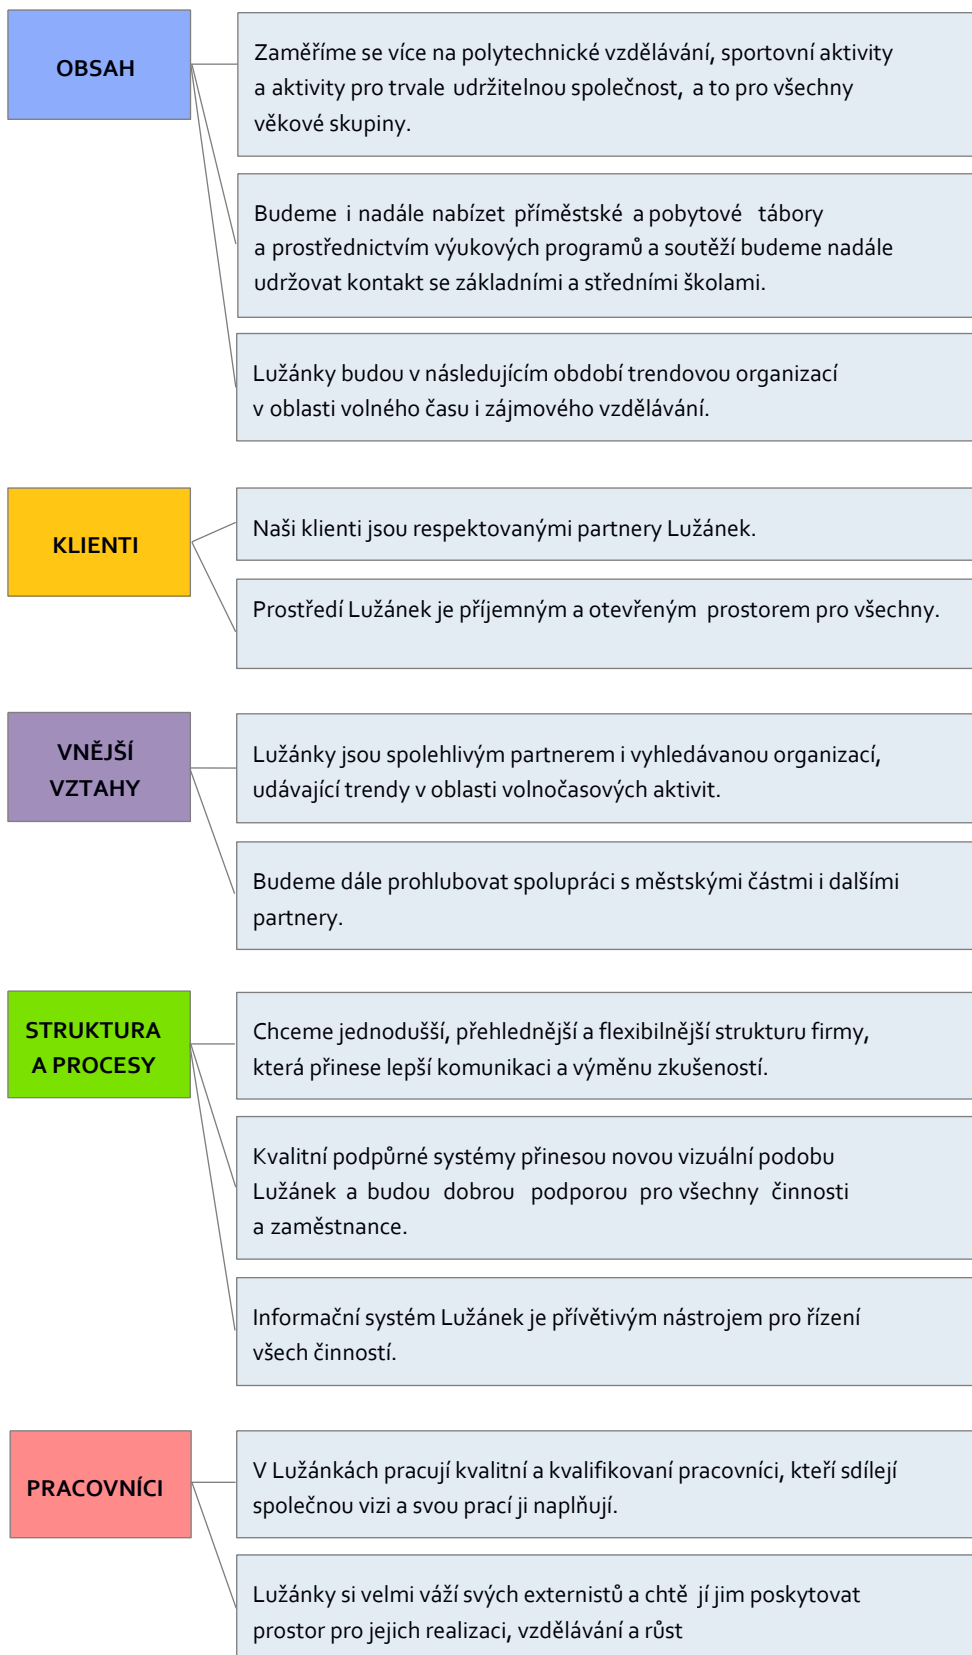 OBSAH
Zaměříme se více na polytechnické vzdělávání, sportovní aktivity
a aktivity pro trvale udržitelnou společnost, a to pro všechny
věkové skupiny.
Budeme i nadále nabízet příměstské a pobytové tábory
a prostřednictvím výukových programů a soutěží budeme nadále
udržovat kontakt se základními a středními školami.
Lužánky budou v následujícím období trendovou organizací
v oblasti volného času i zájmového vzdělávání.
KLIENTI
Naši klienti jsou respektovanými partnery Lužánek.
Prostředí Lužánek je příjemným a otevřeným prostorem pro všechny.
VNĚJŠÍ
VZTAHY
Lužánky jsou spolehlivým partnerem i vyhledávanou organizací,
udávající trendy v oblasti volnočasových aktivit.
Budeme dále prohlubovat spolupráci s městskými částmi i dalšími
partnery.
STRUKTURA
A PROCESY
Chceme jednodušší, přehlednější a flexibilnější strukturu firmy,
která přinese lepší komunikaci a výměnu zkušeností.
Kvalitní podpůrné systémy přinesou novou vizuální podobu
Lužánek a budou dobrou podporou pro všechny činnosti
a zaměstnance.
Informační systém Lužánek je přívětivým nástrojem pro řízení
všech činností.
PRACOVNÍCI
V Lužánkách pracují kvalitní a kvalifikovaní pracovníci, kteří sdílejí
společnou vizi a svou prací ji naplňují.
Lužánky si velmi váží svých externistů a chtě jí jim poskytovat
prostor pro jejich realizaci, vzdělávání a růst